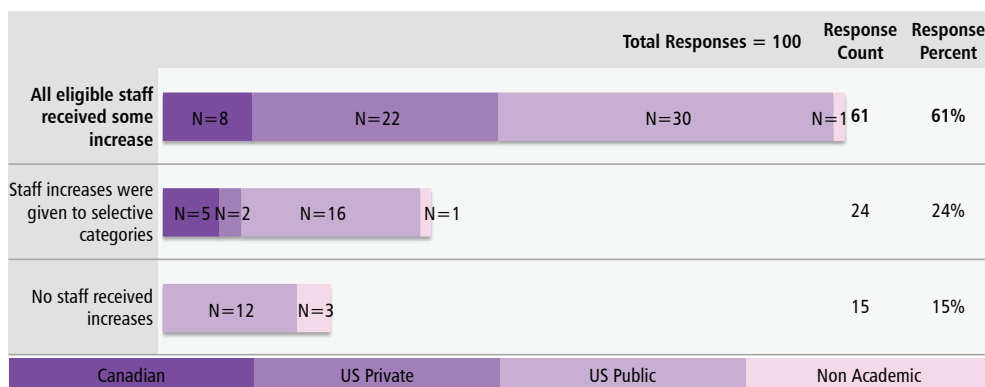 Total Responses = 100
Response Count
Response Percent
All eligible staff
received some
increase
N=8
N=22
N=30
N=1
61
61%
Staff increases were
given to selective
categories
N=5
N=2
N=16
N=1
24
24%
No staff received
increases
N=12
N=3
15
15%
Canadian
US Private
US Public
Non Academic